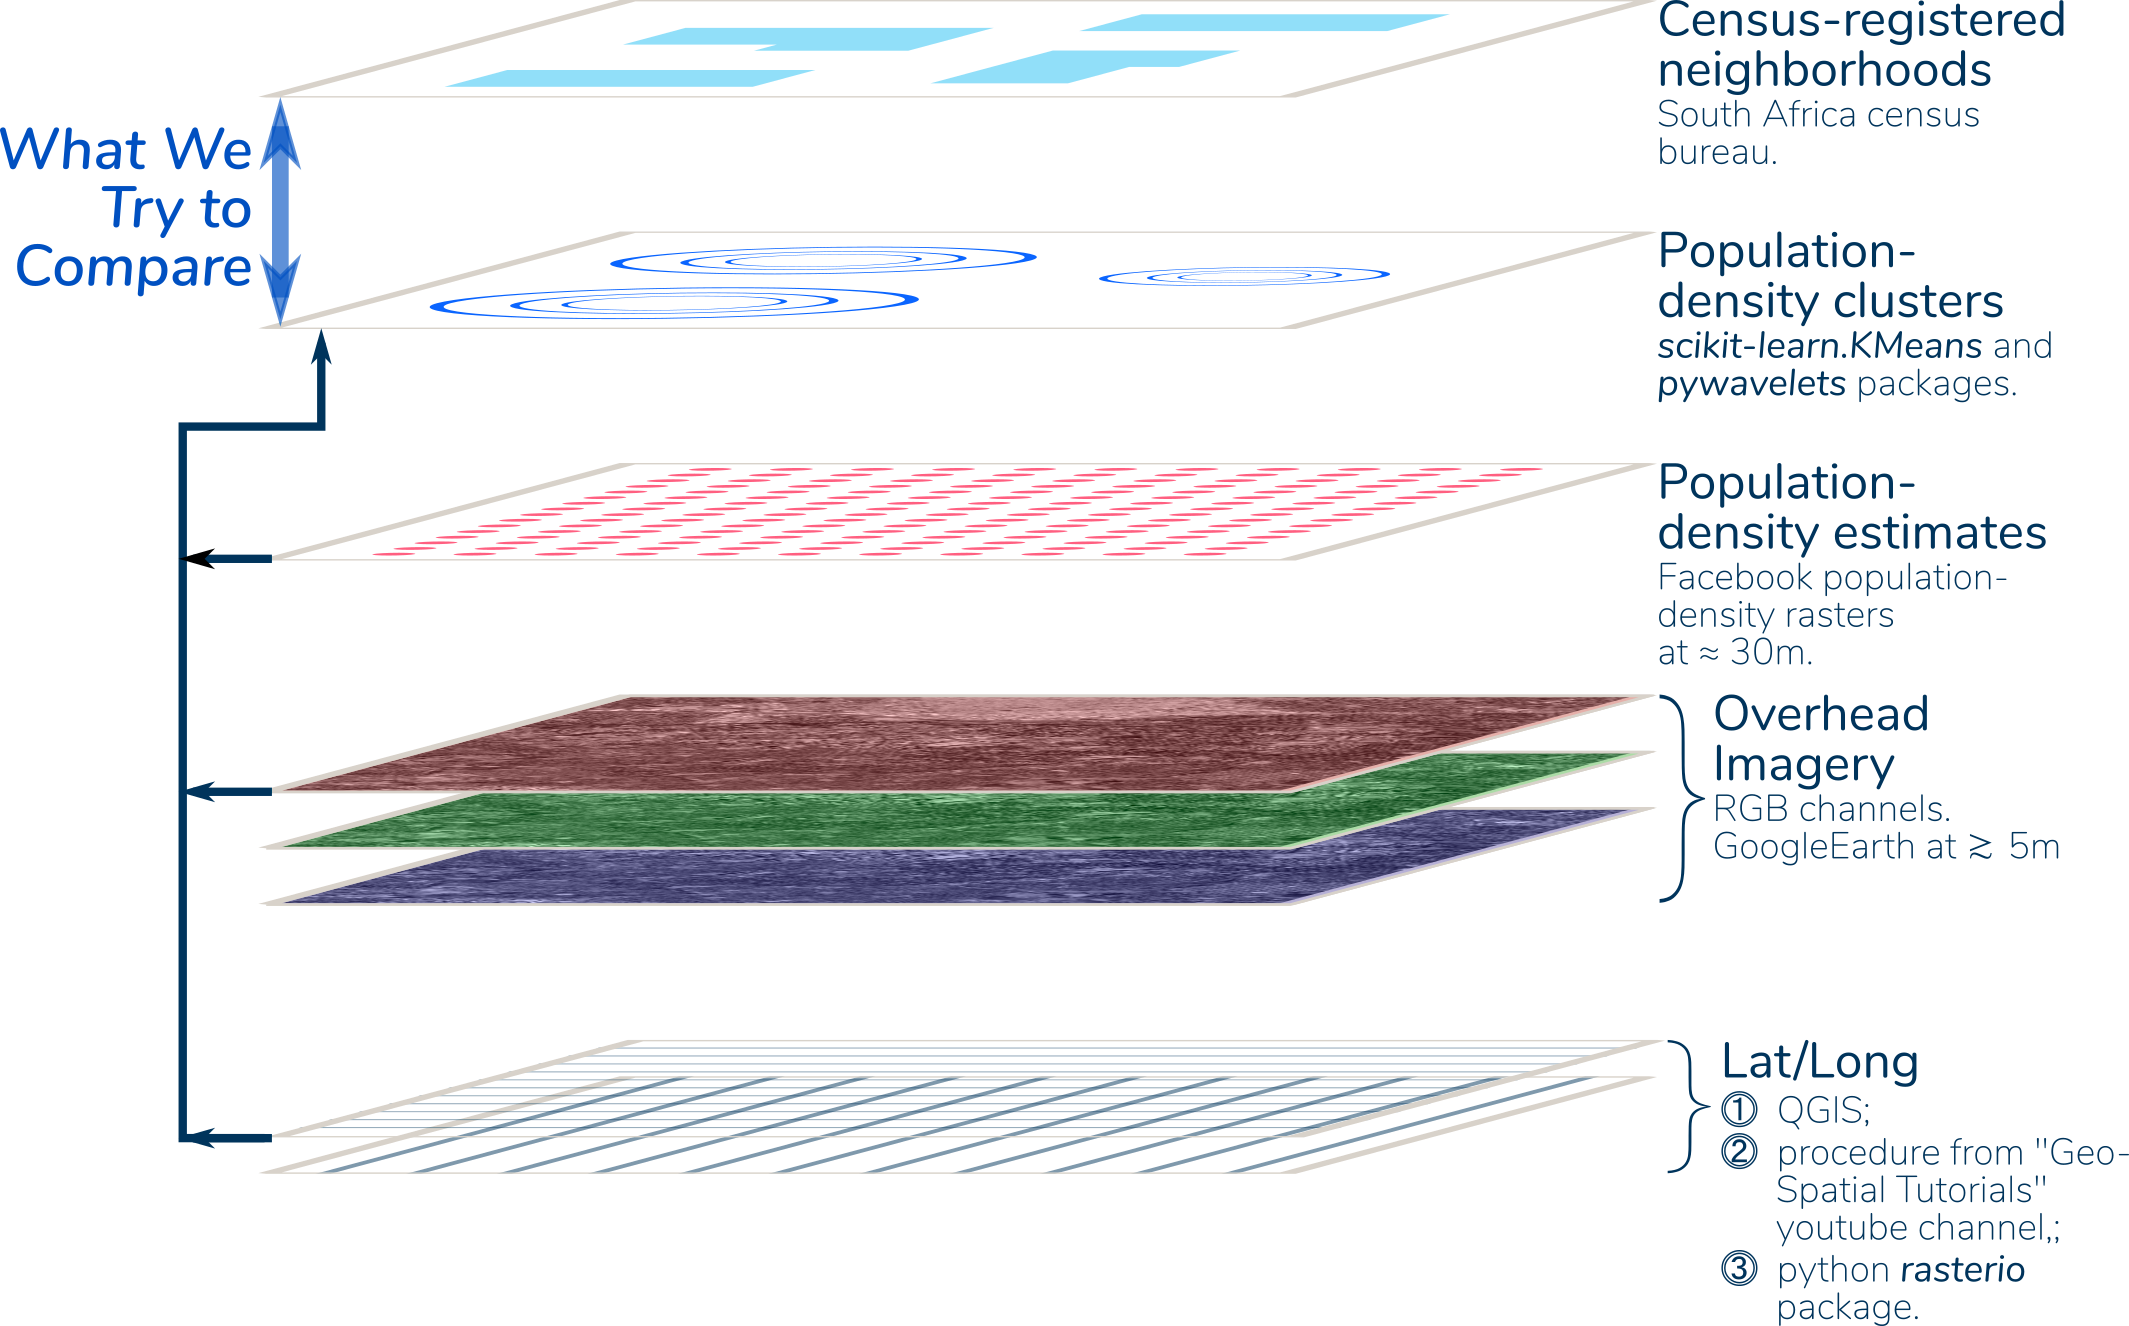 Census-registered
neighborhoods
South Africa census
bureau.
What We
Try to
Compare
Population-
density clusters
scikit-learn.KMeans and
pywavelets packages.
Population-
density estimates
Facebook population-
density rasters
at ≈ 30m.
Overhead
Imagery
RGB channels.
GoogleEarth at ≳ 5m
Lat/Long
① QGIS;
② procedure from "Geo-
Spatial Tutorials"
youtube channel,;
③ python rasterio
package.